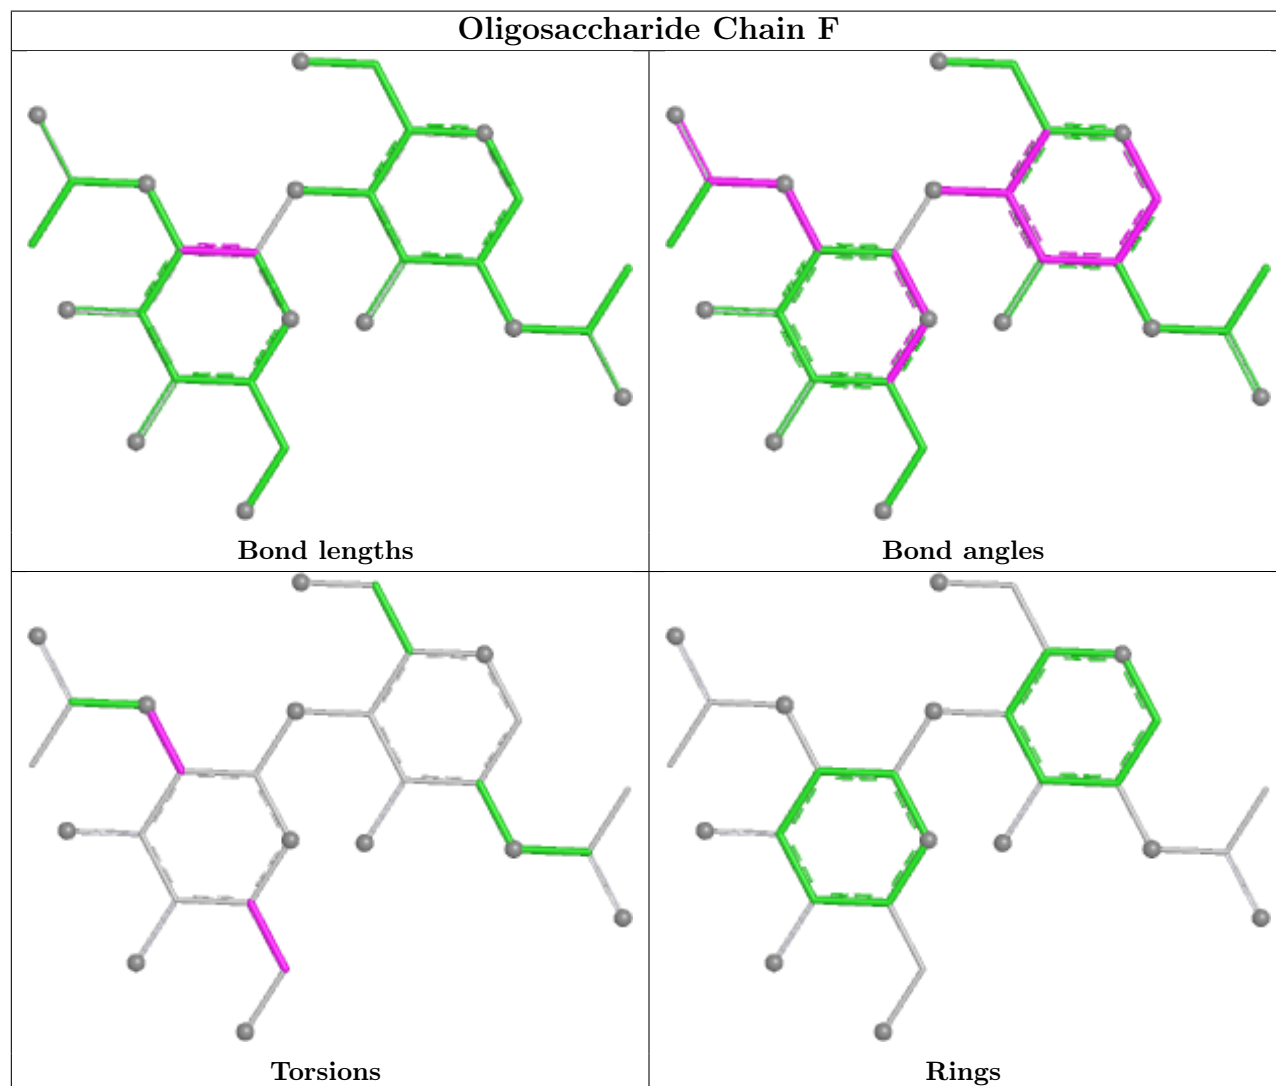 Oligosaccharide Chain F
Bond lengths
Bond angles
Torsions
Rings